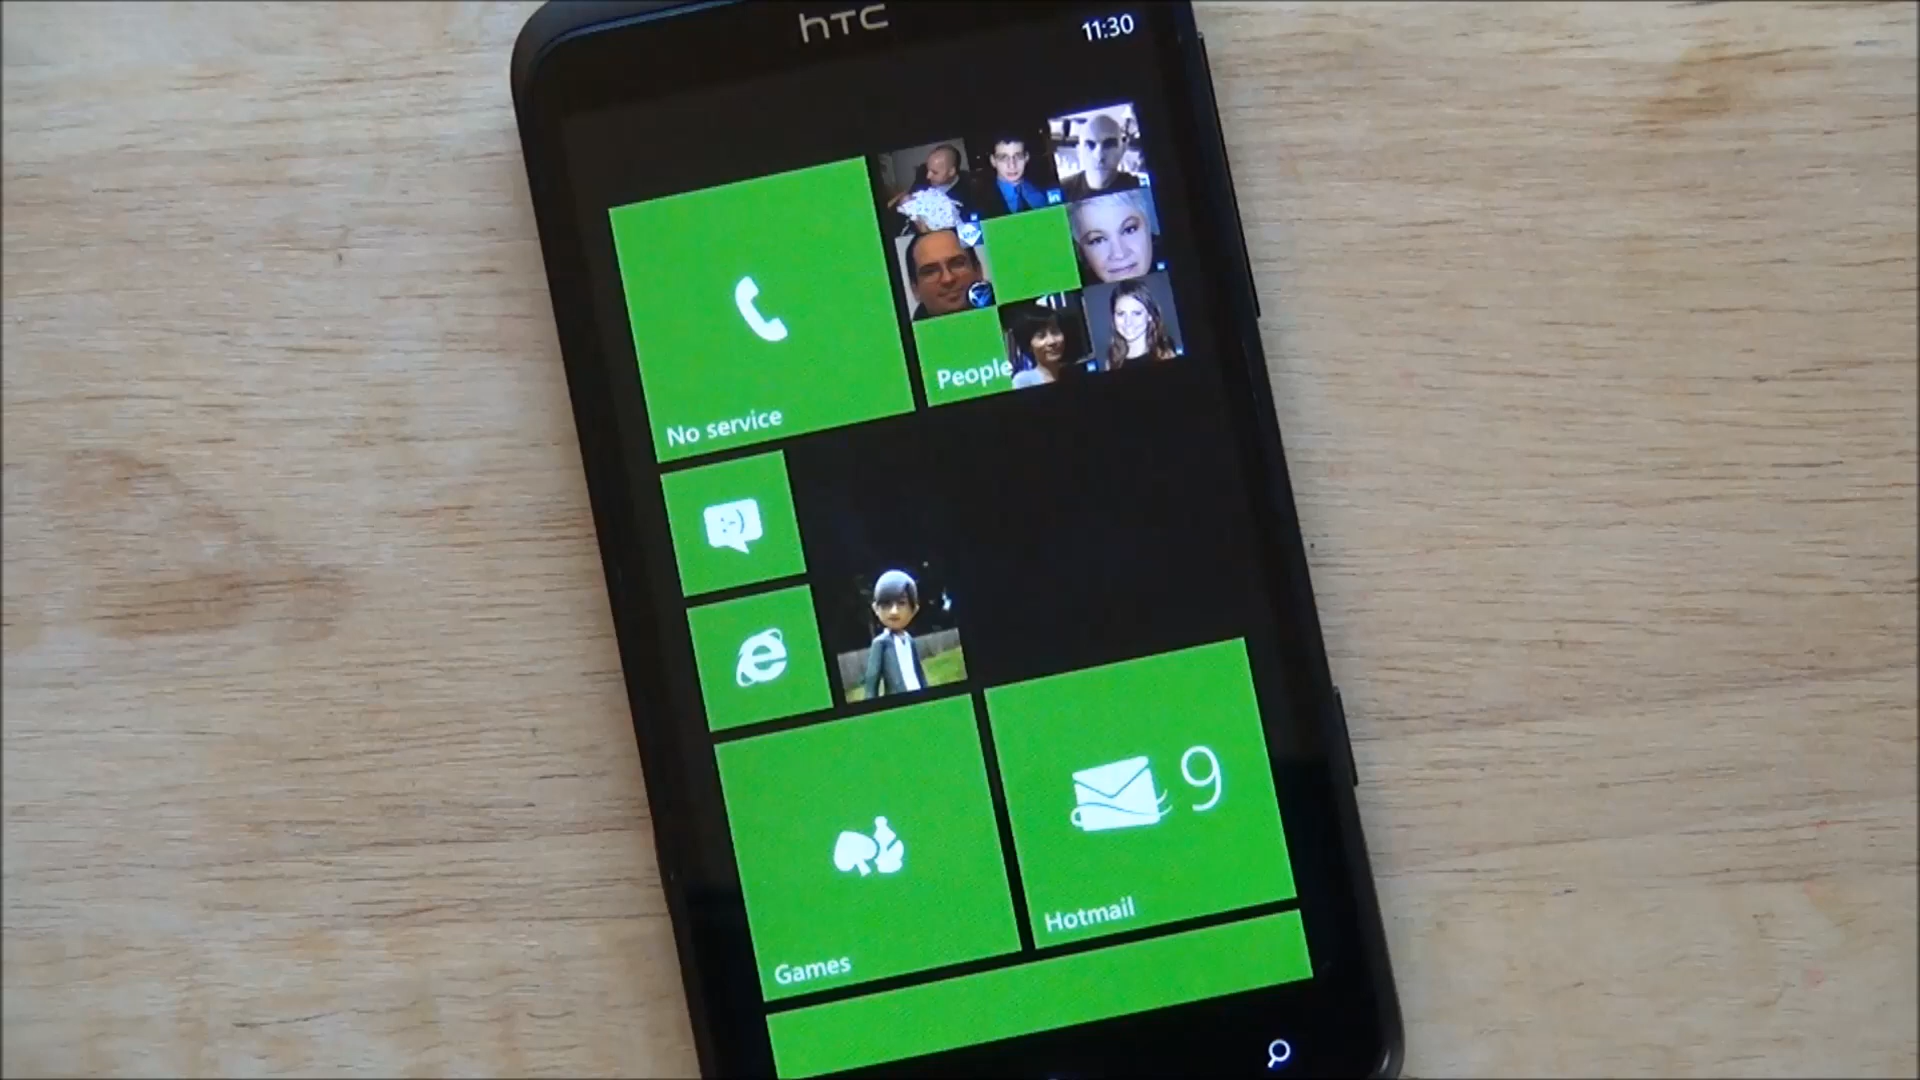 hTC
11:30
People
No service
:-)
9
Hotmail
Games